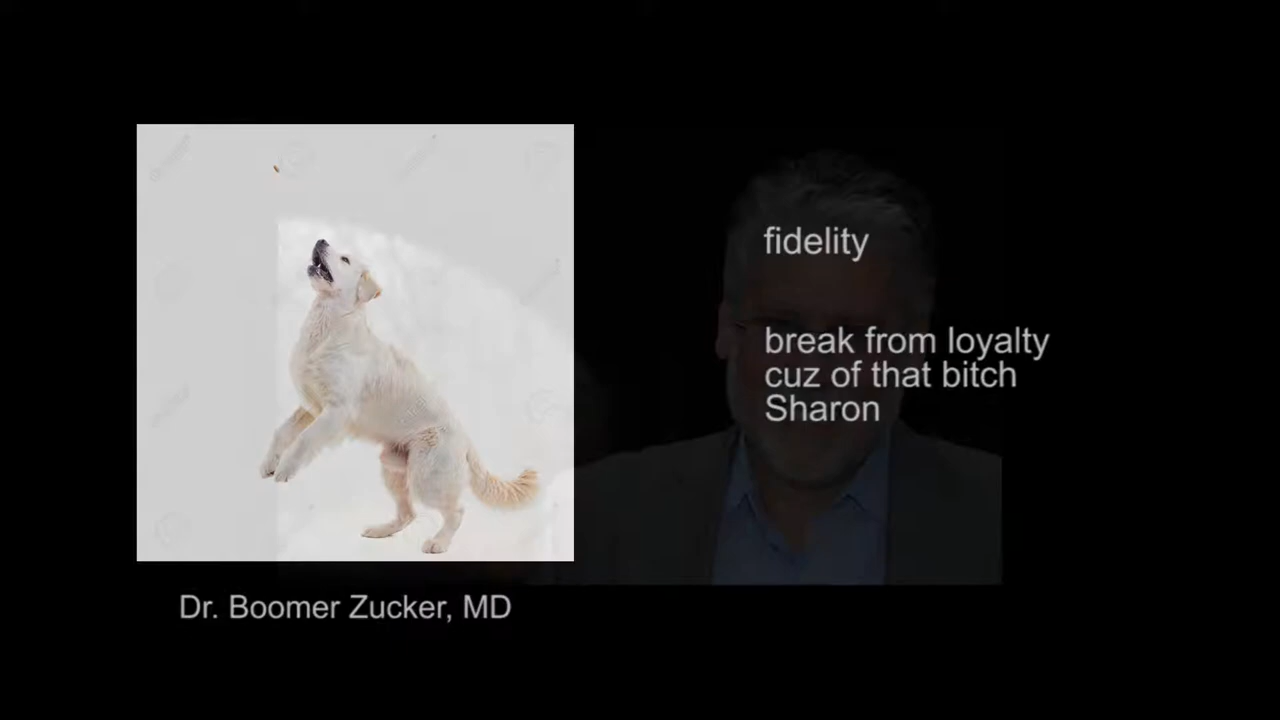 fidelity
break from loyalty
cuz of that bitch
Sharon
Dr. Boomer Zucker, MD